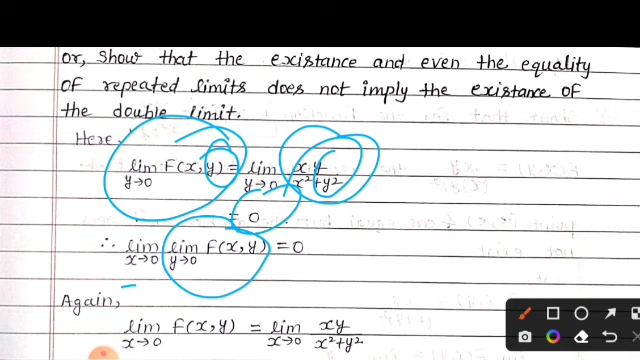 or, show that the existance and even the equality
of repeated limits does not imply the existance of
the double limit.
Here,
lim F(x,y) = lim xy/x²+y²
y→0 y→0
= 0
∴ lim lim F(x,y) = 0
x→0 y→0
Again,
lim F(x,y) = lim xy/x²+y²
x→0 x→0